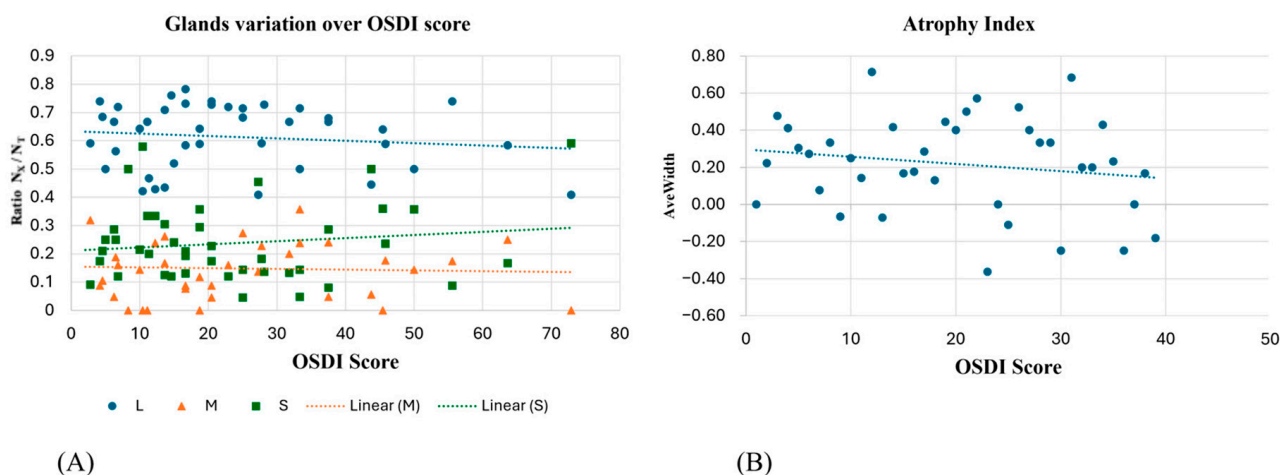 Glands variation over OSDI score
0.9
0.8
0.7
0.6
0.5
0.4
0.3
0.2
0.1
0
Ratio N_X / N_T
0 10 20 30 40 50 60 70 80
OSDI Score
L M S Linear (M) Linear (S)
(A)
Atrophy Index
0.80
0.60
0.40
0.20
0.00
−0.20
−0.40
−0.60
AveWidth
0 10 20 30 40 50
OSDI Score
(B)